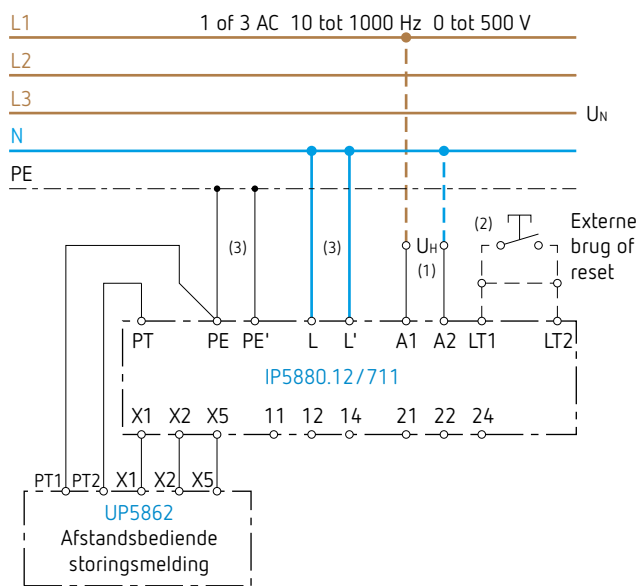 L1 1 of 3 AC 10 tot 1000 Hz 0 tot 500 V
L2
L3
UN
N
PE
(3) (3) UH (1) (2) Externe
brug of
reset
PT PE PE' L L' A1 A2 LT1 LT2
IP5880.12/711
X1 X2 X5 11 12 14 21 22 24
PT1 PT2 X1 X2 X5
UP5862
Afstandsbediende
storingsmelding